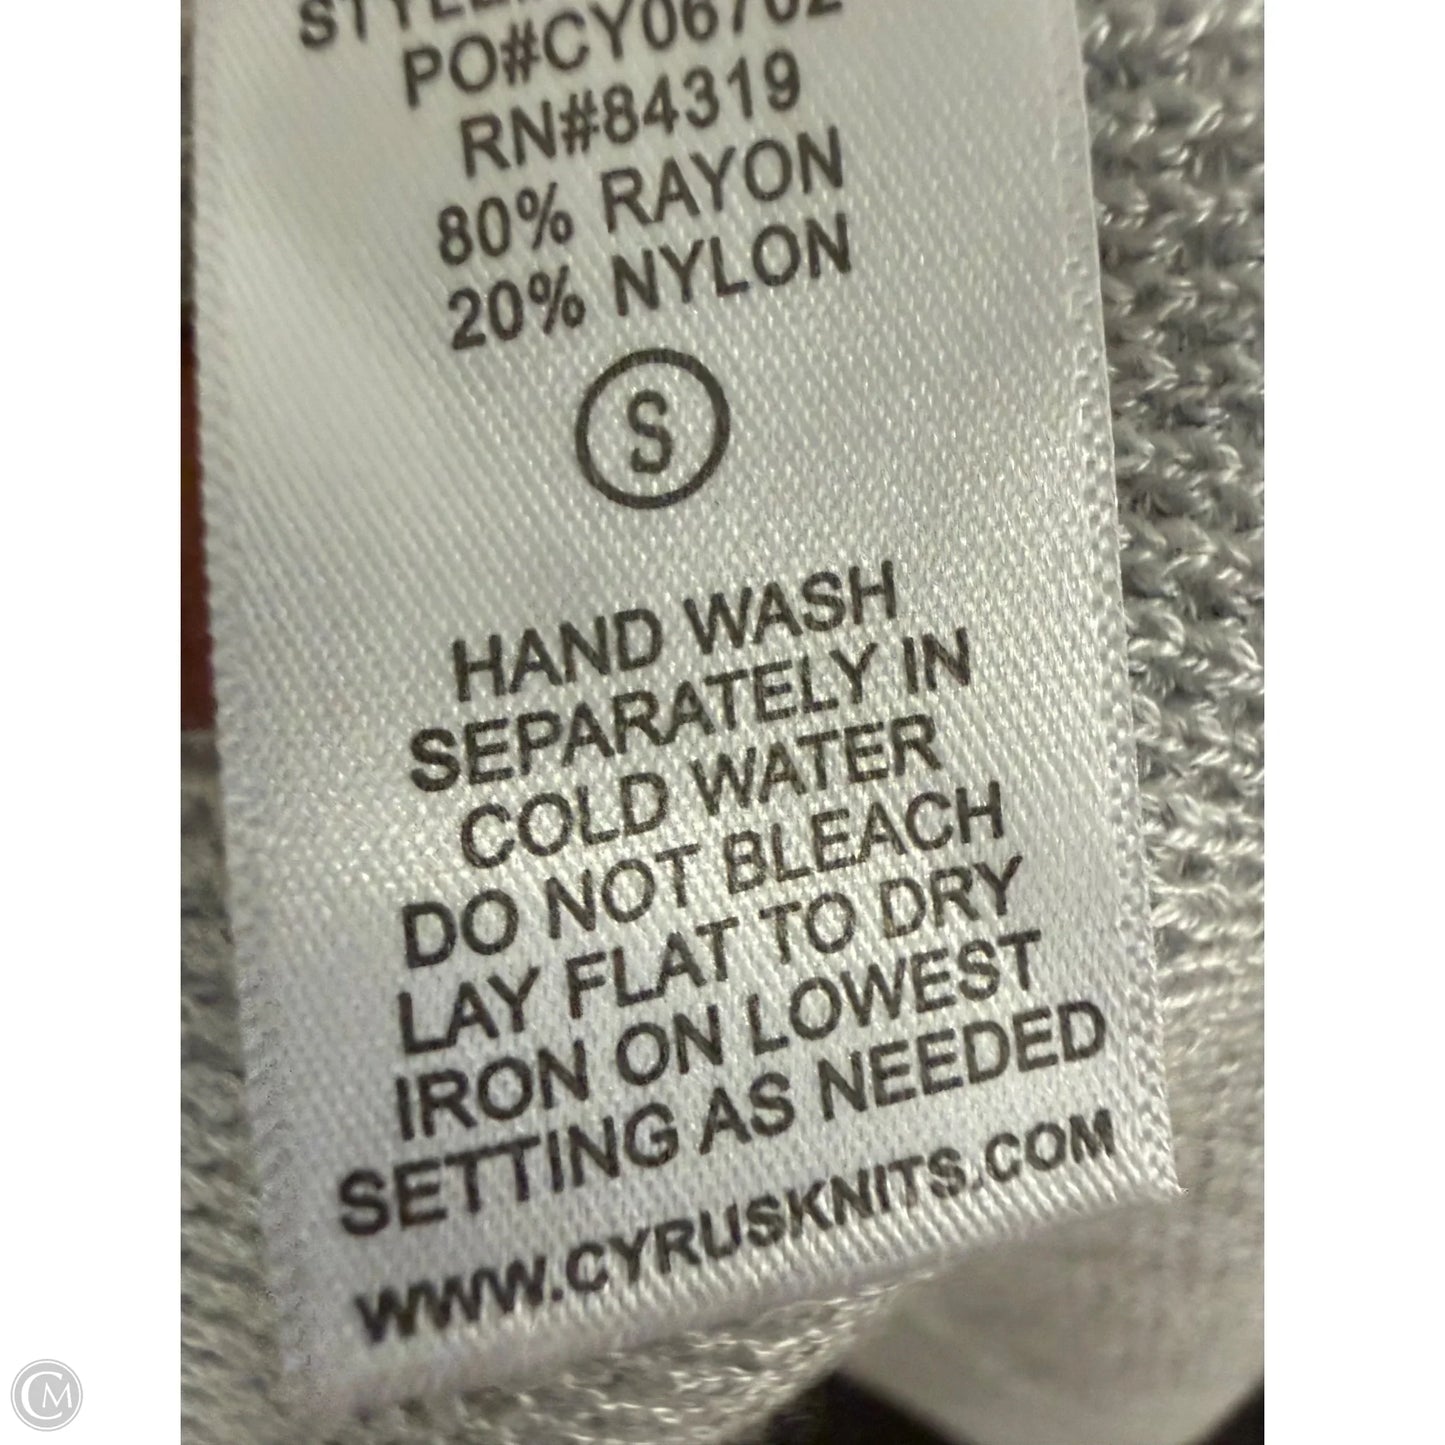 PO#CY06702
RN#84319
80% RAYON
20% NYLON
S
HAND WASH
SEPARATELY IN
COLD WATER
DO NOT BLEACH
LAY FLAT TO DRY
IRON ON LOWEST
SETTING AS NEEDED
WWW.CYRUSKNITS.COM
CM